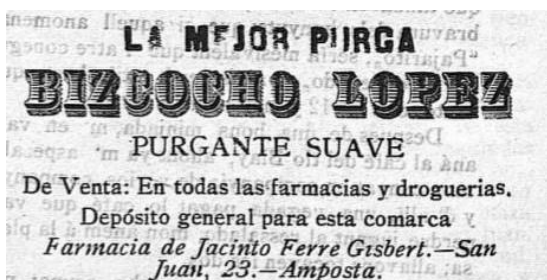 LA MEJOR PURGA
BIZCOCHO LOPEZ
PURGANTE SUAVE
De Venta: En todas las farmacias y droguerias.
Depósito general para esta comarca
Farmacia de Jacinto Ferre Gisbert.—San
Juan, 23.—Amposta.